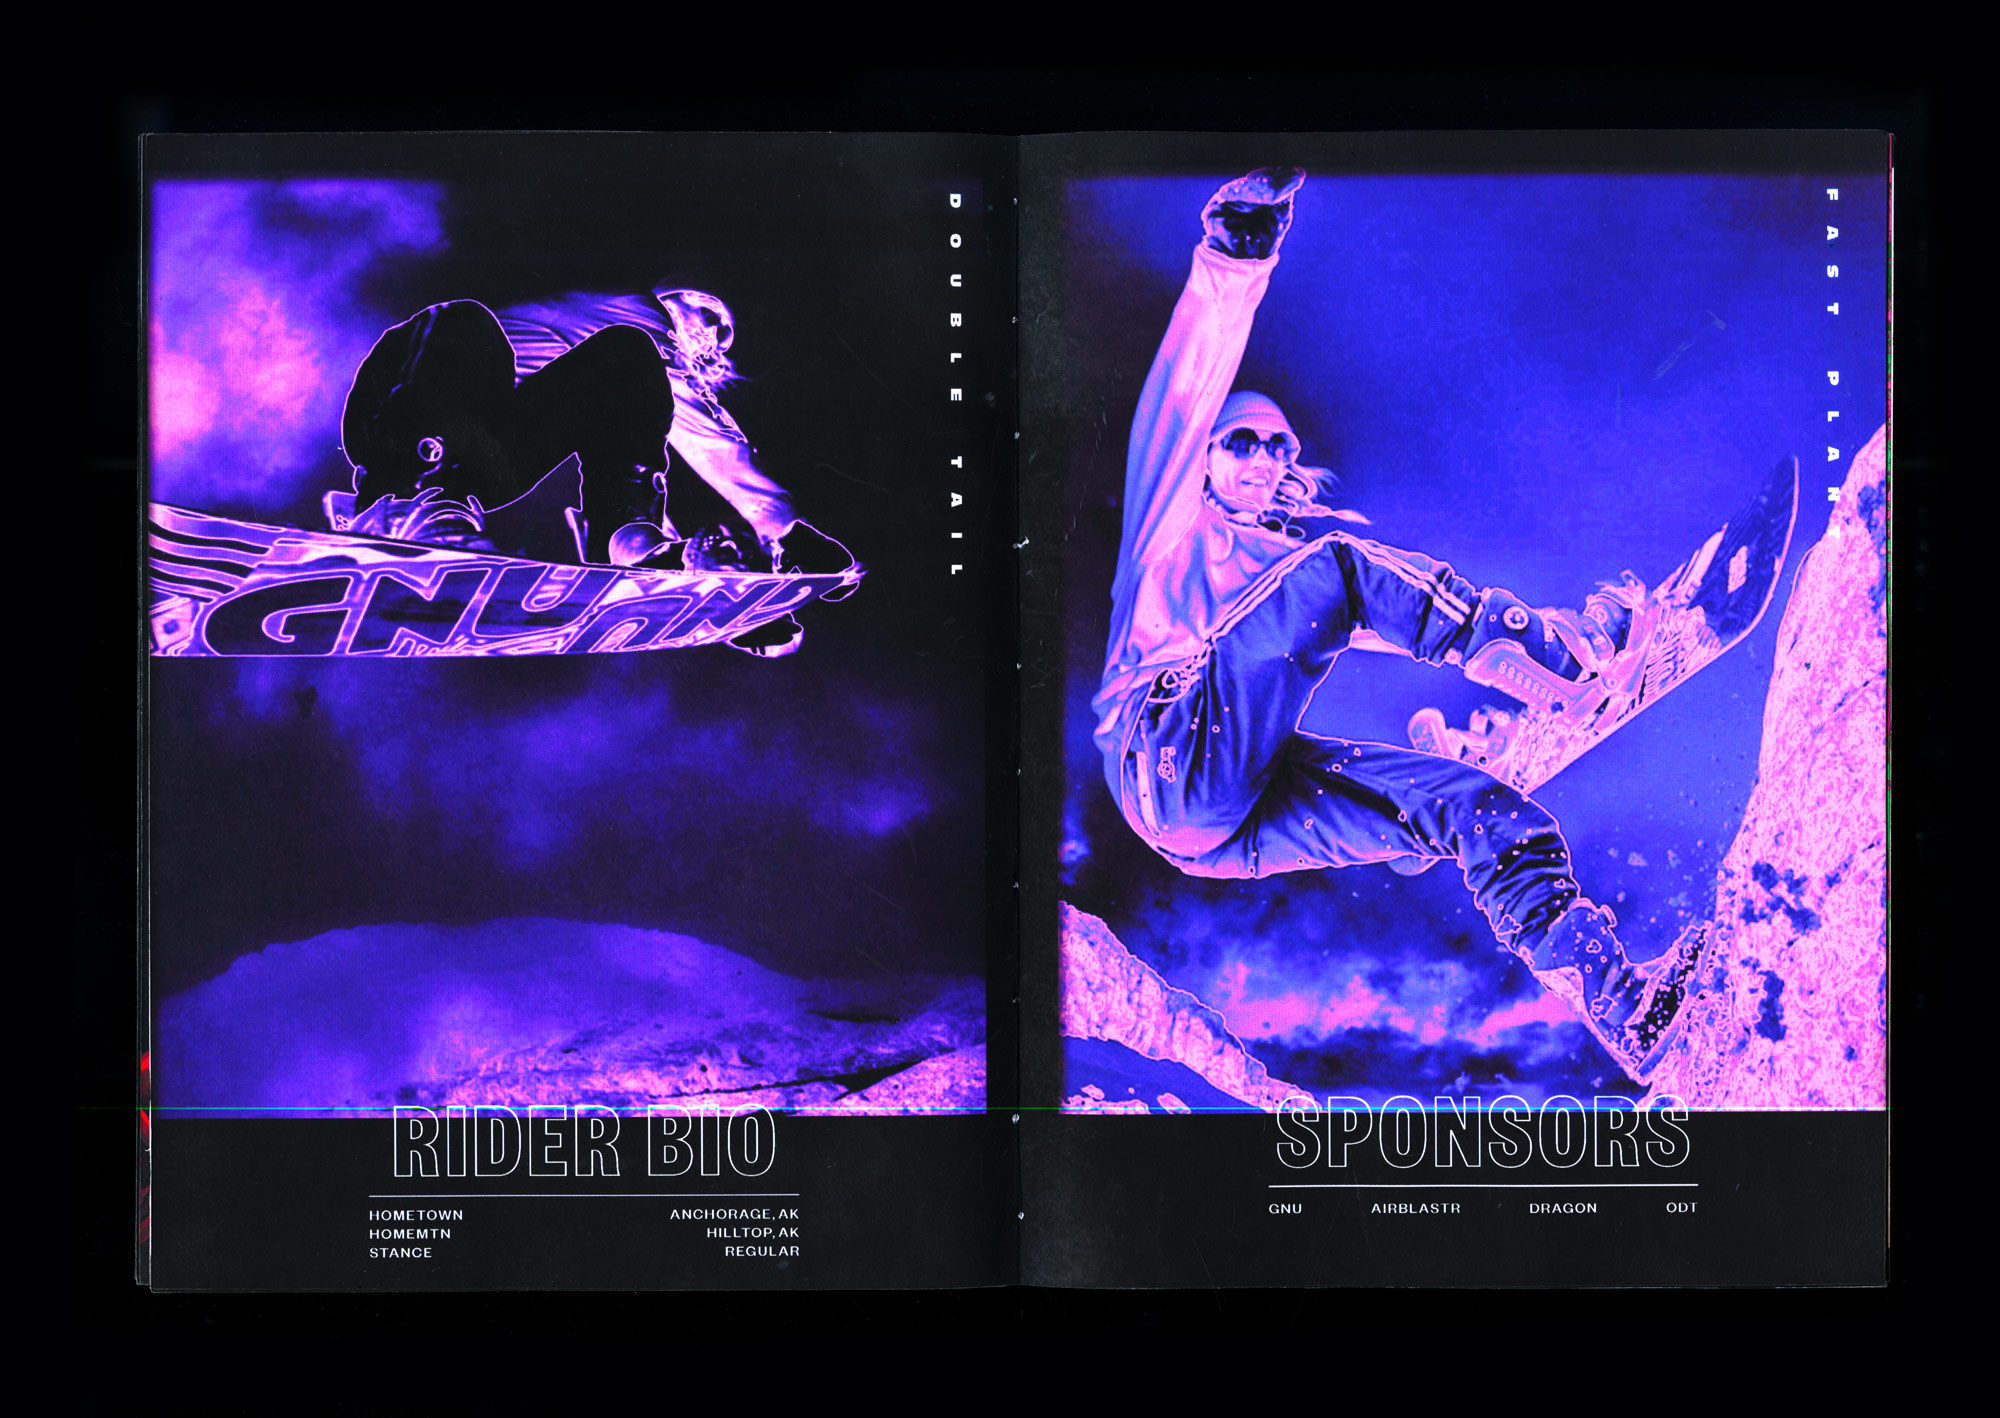 DOUBLE TAIL
GNU
RIDER BIO
HOMETOWN ANCHORAGE, AK
HOMEMTN HILLTOP, AK
STANCE REGULAR
FAST PLANT
SPONSORS
GNU AIRBLASTR DRAGON ODT